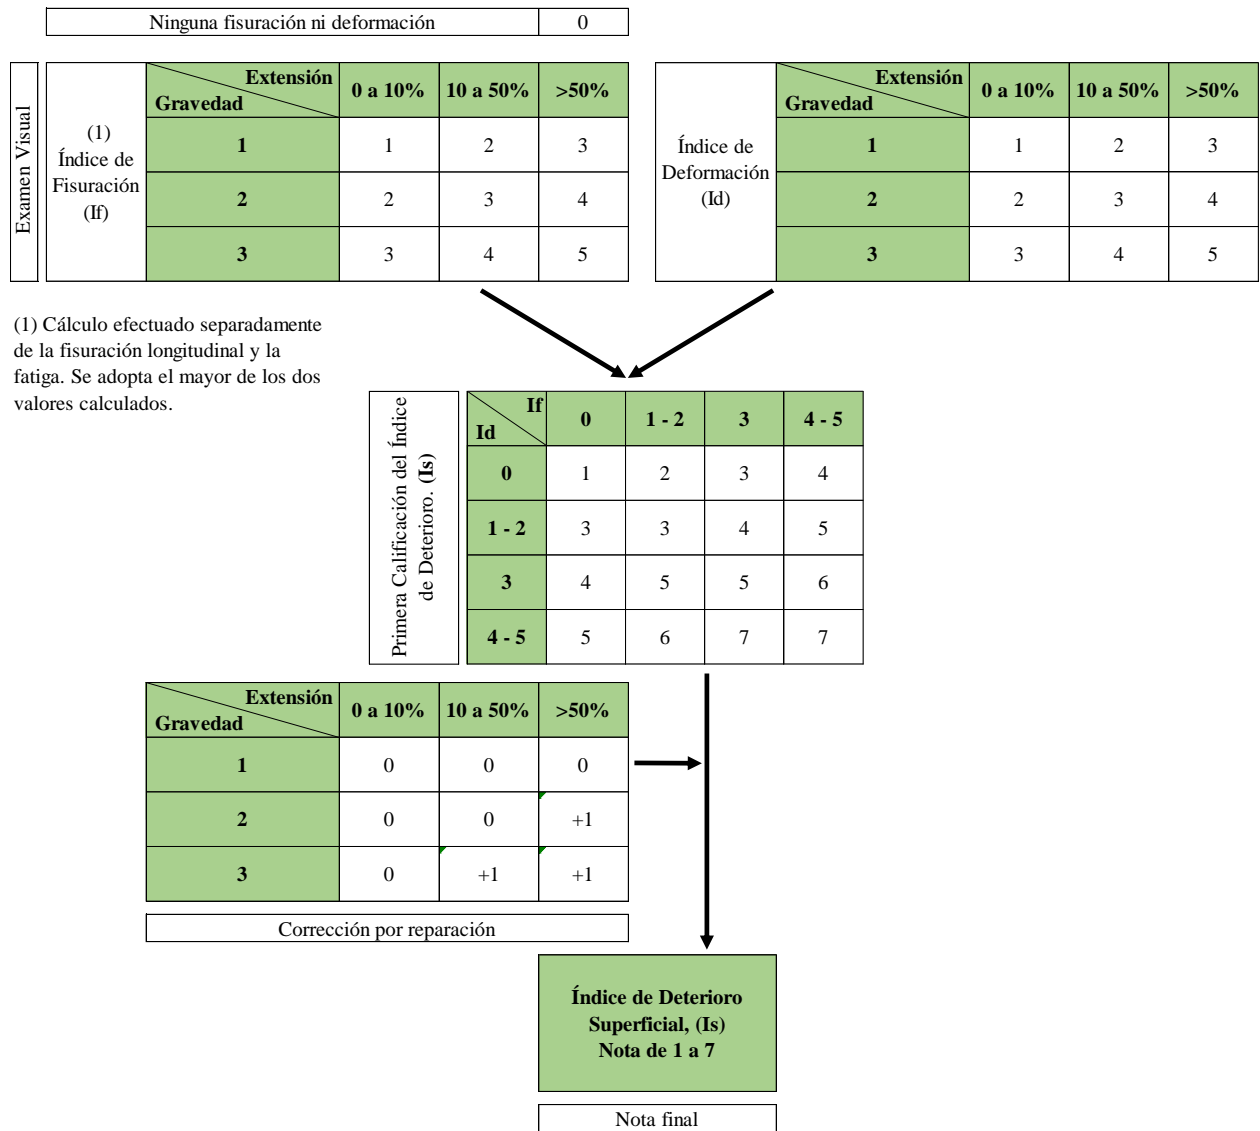 Ninguna fisuración ni deformación 0
Examen Visual
(1)
Índice de
Fisuración
(If)
Extensión
Gravedad
0 a 10% 10 a 50% >50%
1 1 2 3
2 2 3 4
3 3 4 5
Índice de
Deformación
(Id)
Extensión
Gravedad
0 a 10% 10 a 50% >50%
1 1 2 3
2 2 3 4
3 3 4 5
(1) Cálculo efectuado separadamente
de la fisuración longitudinal y la
fatiga. Se adopta el mayor de los dos
valores calculados.
Primera Calificación del Índice
de Deterioro. (Is)
If
Id
0 1 - 2 3 4 - 5
0 1 2 3 4
1 - 2 3 3 4 5
3 4 5 5 6
4 - 5 5 6 7 7
Extensión
Gravedad
0 a 10% 10 a 50% >50%
1 0 0 0
2 0 0 +1
3 0 +1 +1
Corrección por reparación
Índice de Deterioro
Superficial, (Is)
Nota de 1 a 7
Nota final